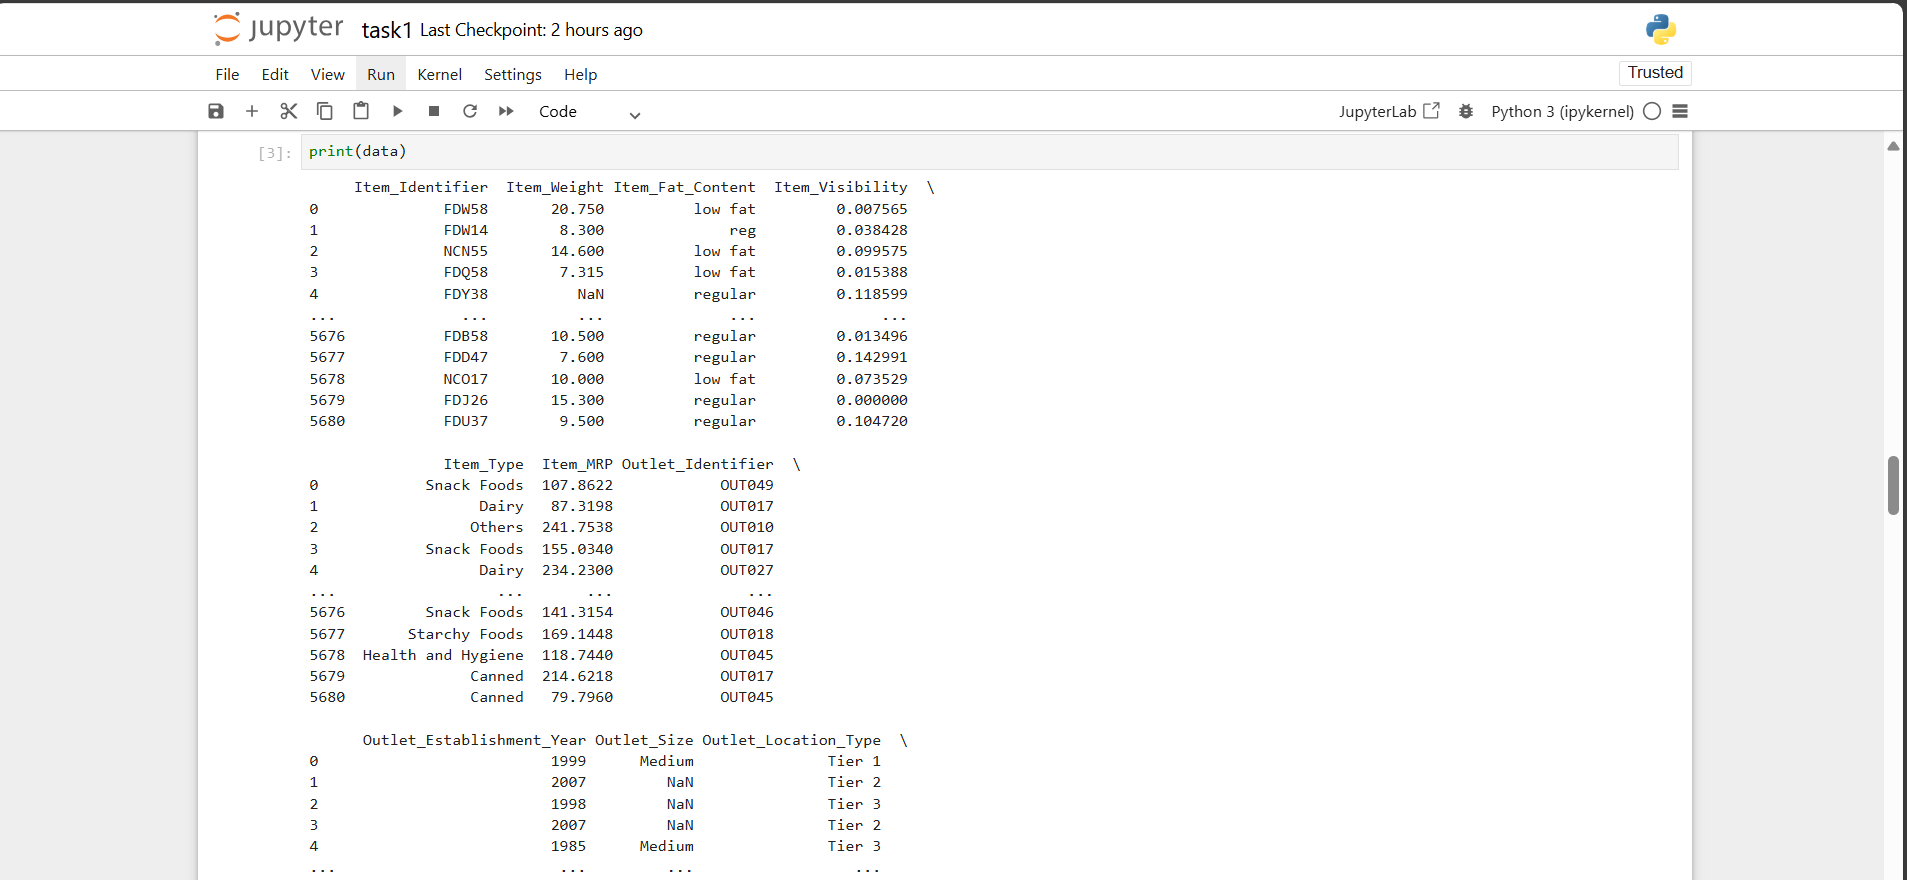 jupyter task1 Last Checkpoint: 2 hours ago
File Edit View Run Kernel Settings Help Trusted
Code JupyterLab Python 3 (ipykernel)
[3]: print(data)
Item_Identifier Item_Weight Item_Fat_Content Item_Visibility \
0 FDW58 20.750 low fat 0.007565
1 FDW14 8.300 reg 0.038428
2 NCN55 14.600 low fat 0.099575
3 FDQ58 7.315 low fat 0.015388
4 FDY38 NaN regular 0.118599
... ... ... ... ...
5676 FDB58 10.500 regular 0.013496
5677 FDD47 7.600 regular 0.142991
5678 NCO17 10.000 low fat 0.073529
5679 FDJ26 15.300 regular 0.000000
5680 FDU37 9.500 regular 0.104720
Item_Type Item_MRP Outlet_Identifier \
0 Snack Foods 107.8622 OUT049
1 Dairy 87.3198 OUT017
2 Others 241.7538 OUT010
3 Snack Foods 155.0340 OUT017
4 Dairy 234.2300 OUT027
... ... ... ...
5676 Snack Foods 141.3154 OUT046
5677 Starchy Foods 169.1448 OUT018
5678 Health and Hygiene 118.7440 OUT045
5679 Canned 214.6218 OUT017
5680 Canned 79.7960 OUT045
Outlet_Establishment_Year Outlet_Size Outlet_Location_Type \
0 1999 Medium Tier 1
1 2007 NaN Tier 2
2 1998 NaN Tier 3
3 2007 NaN Tier 2
4 1985 Medium Tier 3
... ... ... ...